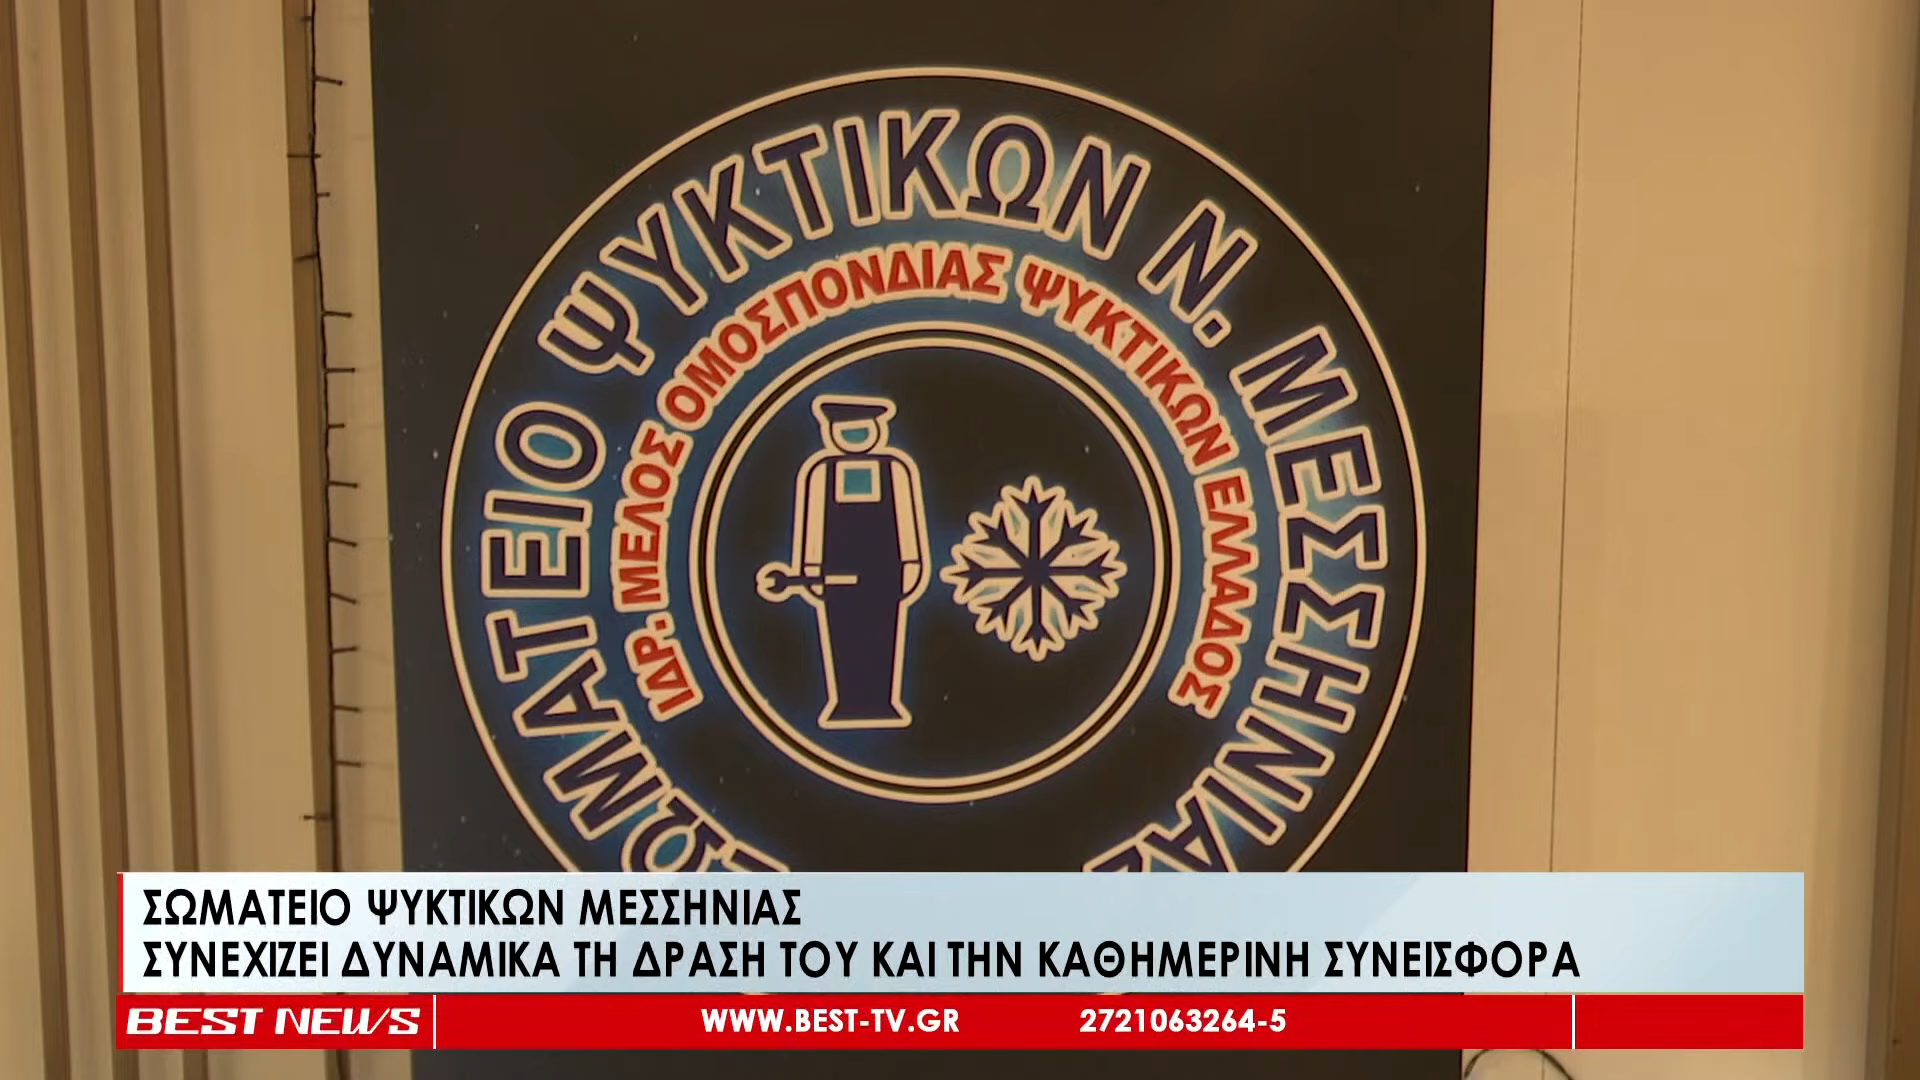 ΣΩΜΑΤΕΙΟ ΨΥΚΤΙΚΩΝ Ν. ΜΕΣΣΗΝΙΑΣ
ΙΔΡ. ΜΕΛΟΣ ΟΜΟΣΠΟΝΔΙΑΣ ΨΥΚΤΙΚΩΝ ΕΛΛΑΔΟΣ
ΣΩΜΑΤΕΙΟ ΨΥΚΤΙΚΩΝ ΜΕΣΣΗΝΙΑΣ
ΣΥΝΕΧΙΖΕΙ ΔΥΝΑΜΙΚΑ ΤΗ ΔΡΑΣΗ ΤΟΥ ΚΑΙ ΤΗΝ ΚΑΘΗΜΕΡΙΝΗ ΣΥΝΕΙΣΦΟΡΑ
BEST NEWS WWW.BEST-TV.GR 2721063264-5